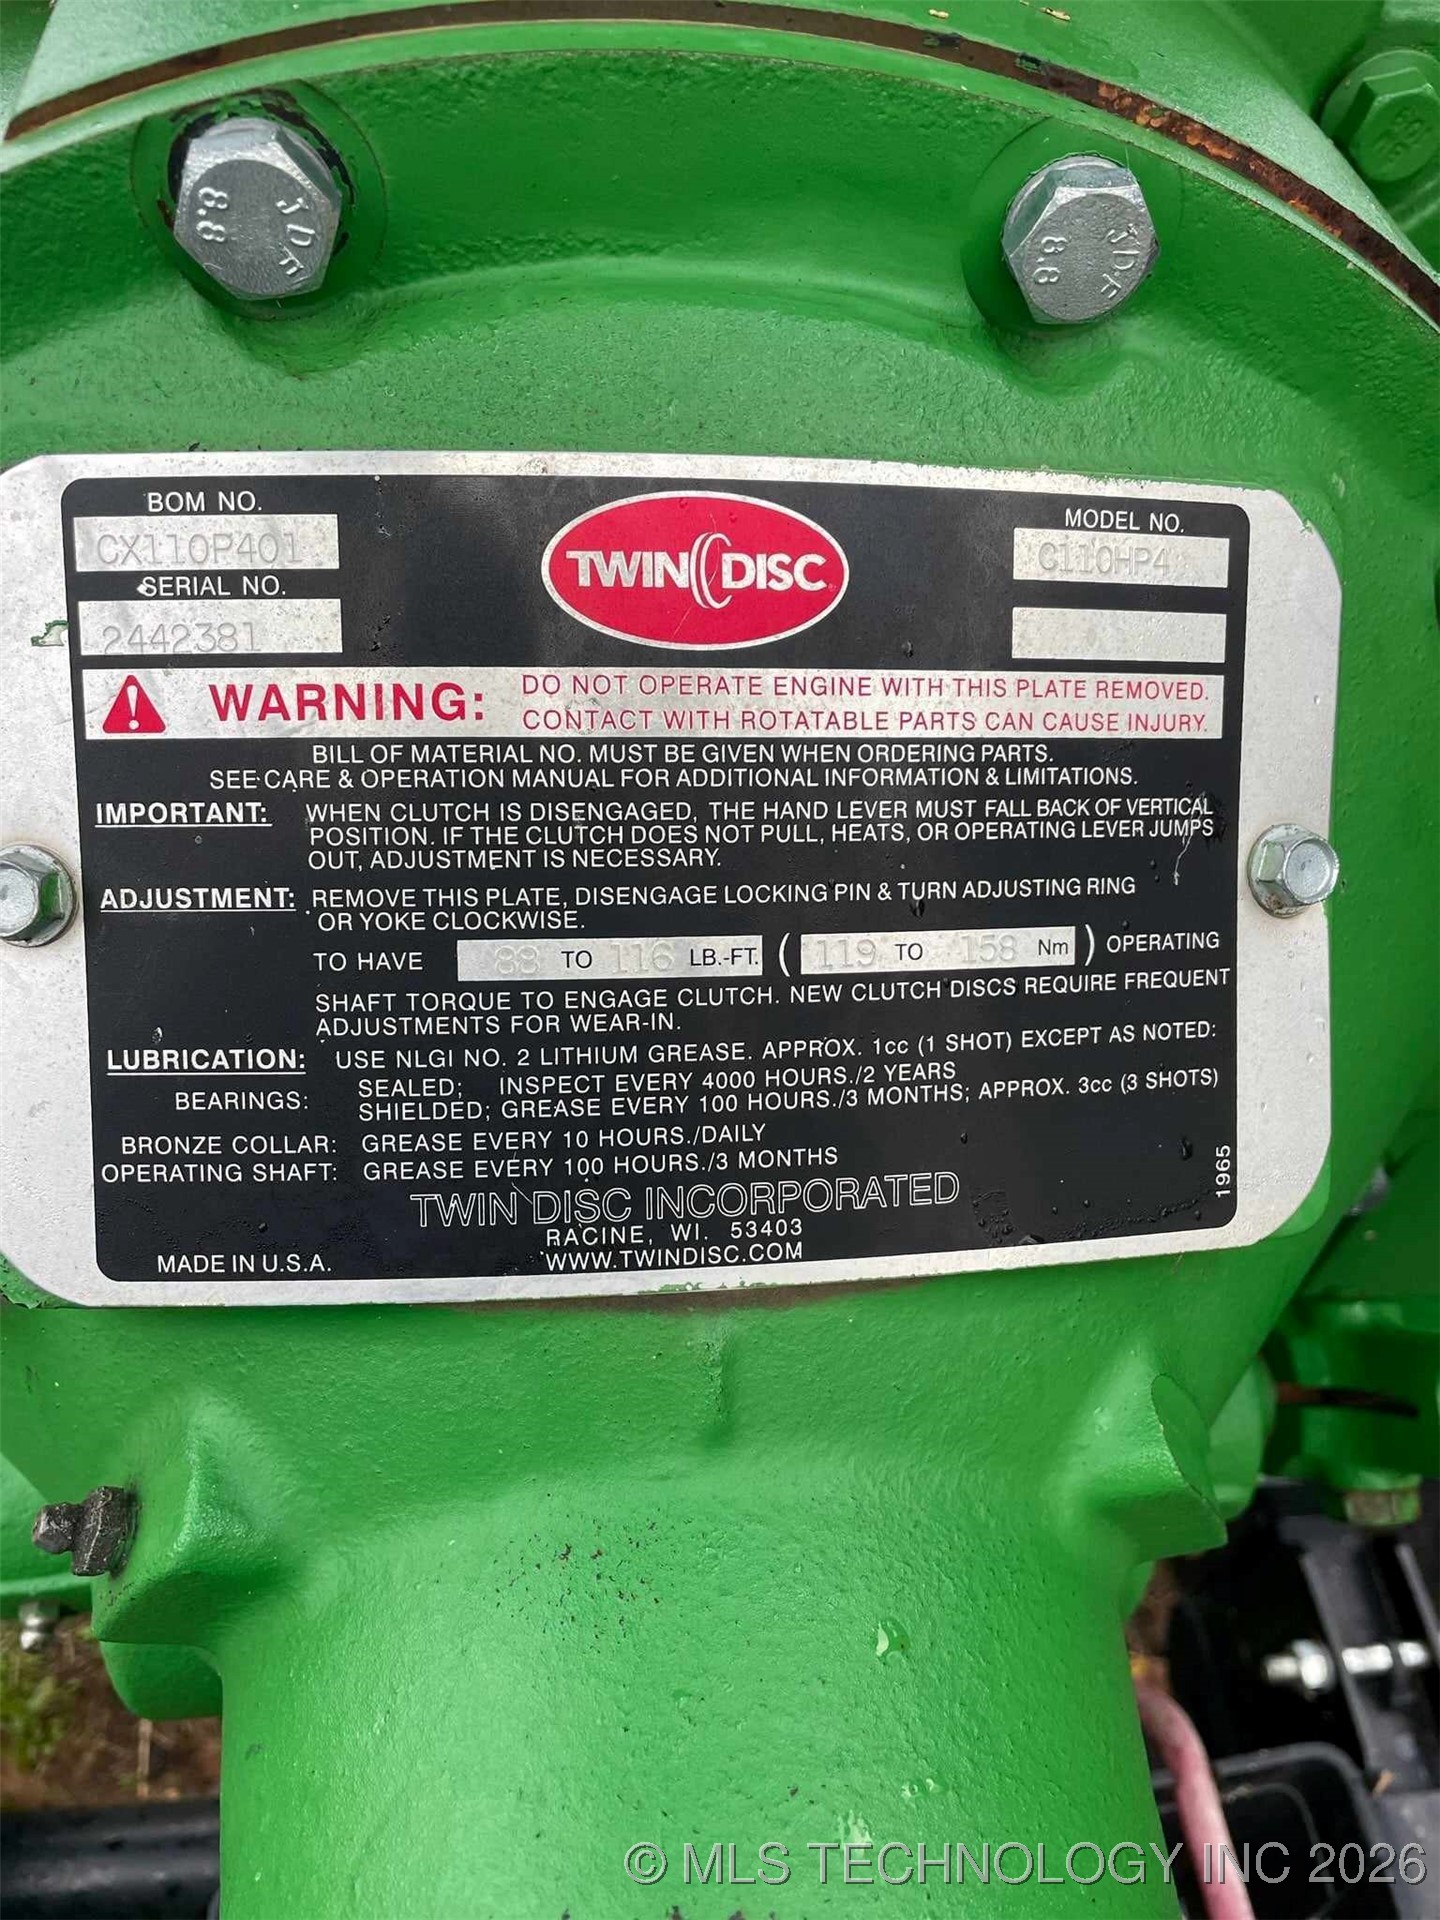 JDF
8.8
JDF
8.8
BOM NO.
CX110P401
SERIAL NO.
2442381
TWIN DISC
MODEL NO.
C110HP4
WARNING: DO NOT OPERATE ENGINE WITH THIS PLATE REMOVED.
CONTACT WITH ROTATABLE PARTS CAN CAUSE INJURY.
BILL OF MATERIAL NO. MUST BE GIVEN WHEN ORDERING PARTS.
SEE CARE & OPERATION MANUAL FOR ADDITIONAL INFORMATION & LIMITATIONS.
IMPORTANT: WHEN CLUTCH IS DISENGAGED, THE HAND LEVER MUST FALL BACK OF VERTICAL
POSITION. IF THE CLUTCH DOES NOT PULL, HEATS, OR OPERATING LEVER JUMPS
OUT, ADJUSTMENT IS NECESSARY.
ADJUSTMENT: REMOVE THIS PLATE, DISENGAGE LOCKING PIN & TURN ADJUSTING RING
OR YOKE CLOCKWISE.
TO HAVE 88 TO 116 LB.-FT. ( 119 TO 158 Nm ) OPERATING
SHAFT TORQUE TO ENGAGE CLUTCH. NEW CLUTCH DISCS REQUIRE FREQUENT
ADJUSTMENTS FOR WEAR-IN.
LUBRICATION: USE NLGI NO. 2 LITHIUM GREASE. APPROX. 1cc (1 SHOT) EXCEPT AS NOTED:
BEARINGS: SEALED; INSPECT EVERY 4000 HOURS./2 YEARS
SHIELDED; GREASE EVERY 100 HOURS./3 MONTHS; APPROX. 3cc (3 SHOTS)
BRONZE COLLAR: GREASE EVERY 10 HOURS./DAILY
OPERATING SHAFT: GREASE EVERY 100 HOURS./3 MONTHS
1965
TWIN DISC INCORPORATED
RACINE, WI. 53403
MADE IN U.S.A. WWW.TWINDISC.COM
© MLS TECHNOLOGY INC 2026